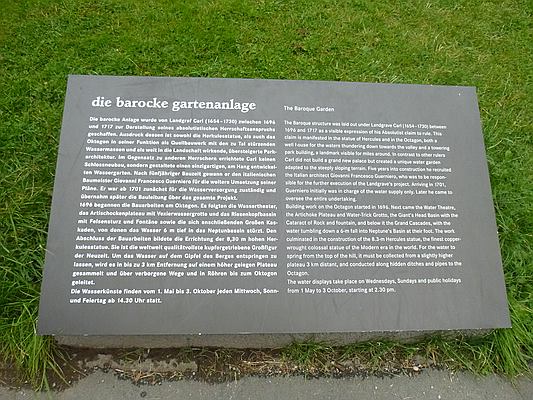 die barocke gartenanlage
Die barocke Anlage wurde von Landgraf Carl (1654–1730) zwischen 1696
und 1717 zur Darstellung seines absolutistischen Herrschaftsanspruchs
geschaffen. Ausdruck dessen ist sowohl die Herkulesstatue, als auch das
Oktogon in seiner Funktion als Quellbauwerk mit den zu Tal stürzenden
Wassermassen und als weit in die Landschaft wirkende, übersteigerte Park-
architektur. Im Gegensatz zu anderen Herrschern errichtete Carl keinen
Schlossneubau, sondern gestaltete einen einzigartigen, am Hang entwickel-
ten Wassergarten. Nach fünfjähriger Bauzeit gewann er den italienischen
Baumeister Giovanni Francesco Guerniero für die weitere Umsetzung seiner
Pläne. Er war ab 1701 zunächst für die Wasserversorgung zuständig und
übernahm später die Bauleitung über das gesamte Projekt.
1696 begannen die Bauarbeiten am Oktogon. Es folgten die Wassertheater,
das Artischockenplateau mit Vexierwassergrotte und das Riesenkopfbassin
mit Felsensturz und Fontäne sowie die sich anschließenden Großen Kas-
kaden, von denen das Wasser 6 m tief in das Neptunbassin stürzt. Den
Abschluss der Bauarbeiten bildete die Errichtung der 8,30 m hohen Her-
kulesstatue. Sie ist die weltweit qualitätvollste kupfergetriebene Großfigur
der Neuzeit. Um das Wasser auf dem Gipfel des Berges entspringen zu
lassen, wird es in bis zu 3 km Entfernung auf einem höher gelegen Plateau
gesammelt und über verborgene Wege und in Röhren bis zum Oktogon
geleitet.
Die Wasserkünste finden vom 1. Mai bis 3. Oktober jeden Mittwoch, Sonn-
und Feiertag ab 14.30 Uhr statt.
The Baroque Garden
The Baroque structure was laid out under Landgrave Carl (1654–1730) between
1696 and 1717 as a visible expression of his Absolutist claim to rule. This
claim is manifested in the statue of Hercules and in the Octagon, both a
well house for the waters thundering down towards the valley and a towering
park building, a landmark visible for miles around. In contrast to other rulers
Carl did not build a grand new palace but created a unique water garden
adapted to the steeply sloping terrain. Five years into construction he recruited
the Italian architect Giovanni Francesco Guerniero, who was to be respon-
sible for the further execution of the Landgrave's project. Arriving in 1701,
Guerniero initially was in charge of the water supply only. Later he came to
oversee the entire undertaking.
Building work on the Octagon started in 1696. Next came the Water Theatre,
the Artichoke Plateau and Water-Trick Grotto, the Giant's Head Basin with the
Cataract of Rock and fountain, and below it the Grand Cascades, with the
water tumbling down a 6-m fall into Neptune's Basin at their foot. The work
culminated in the construction of the 8.3-m Hercules statue, the finest copper-
wrought colossal statue of the Modern era in the world. For the water to
spring from the top of the hill, it must be collected from a slightly higher
plateau 3 km distant, and conducted along hidden ditches and pipes to the
Octagon.
The water displays take place on Wednesdays, Sundays and public holidays
from 1 May to 3 October, starting at 2.30 pm.